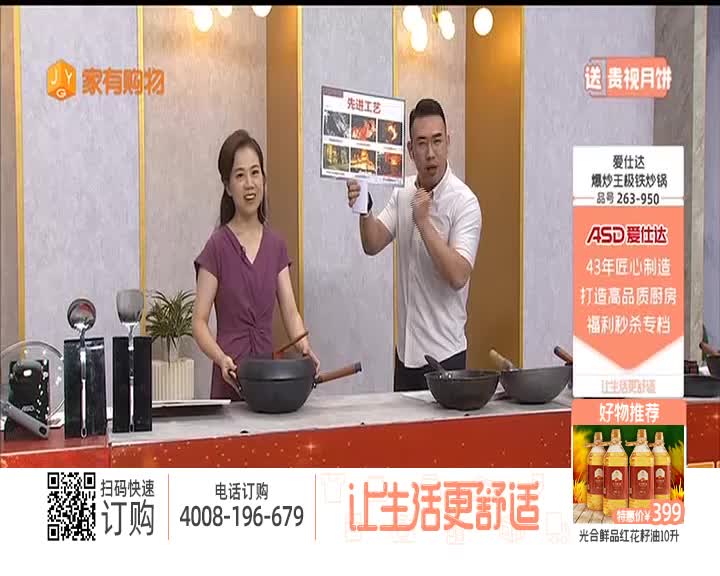 JYG 家有购物
送 贵视月饼
先进工艺
爱仕达
爆炒王极铁炒锅
品号 263-950
ASD 爱仕达
43年匠心制造
打造高品质厨房
福利秒杀专档
让生活更舒适
好物推荐
特惠价¥399
光合鲜品红花籽油10升
扫码快速
订购
电话订购
4008-196-679
让生活更舒适